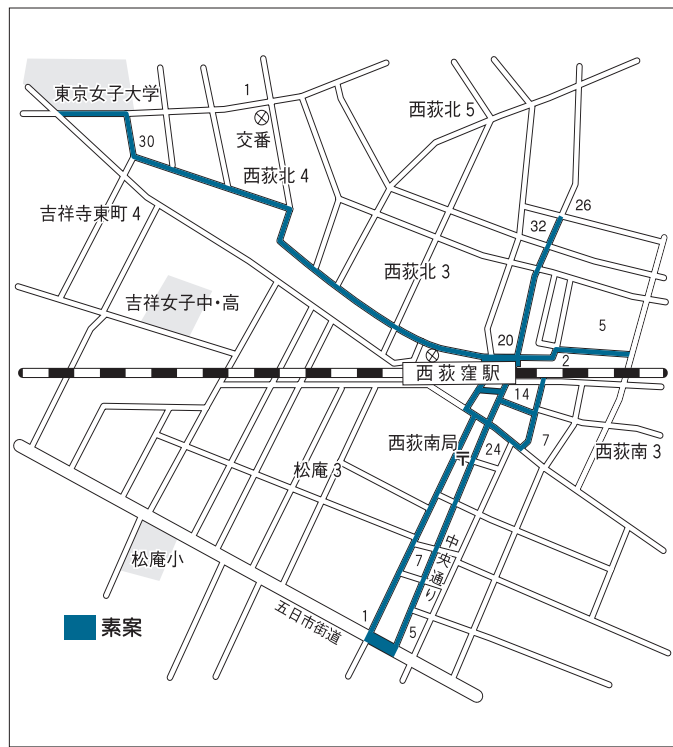 東京女子大学
1
西荻北5
30
交番
西荻北4
26
吉祥寺東町4
32
西荻北3
吉祥女子中・高
5
20
2
西荻窪駅
14
西荻南局
〒
24
7
西荻南3
松庵3
中央通り
7
松庵小
1
5
五日市街道
素案